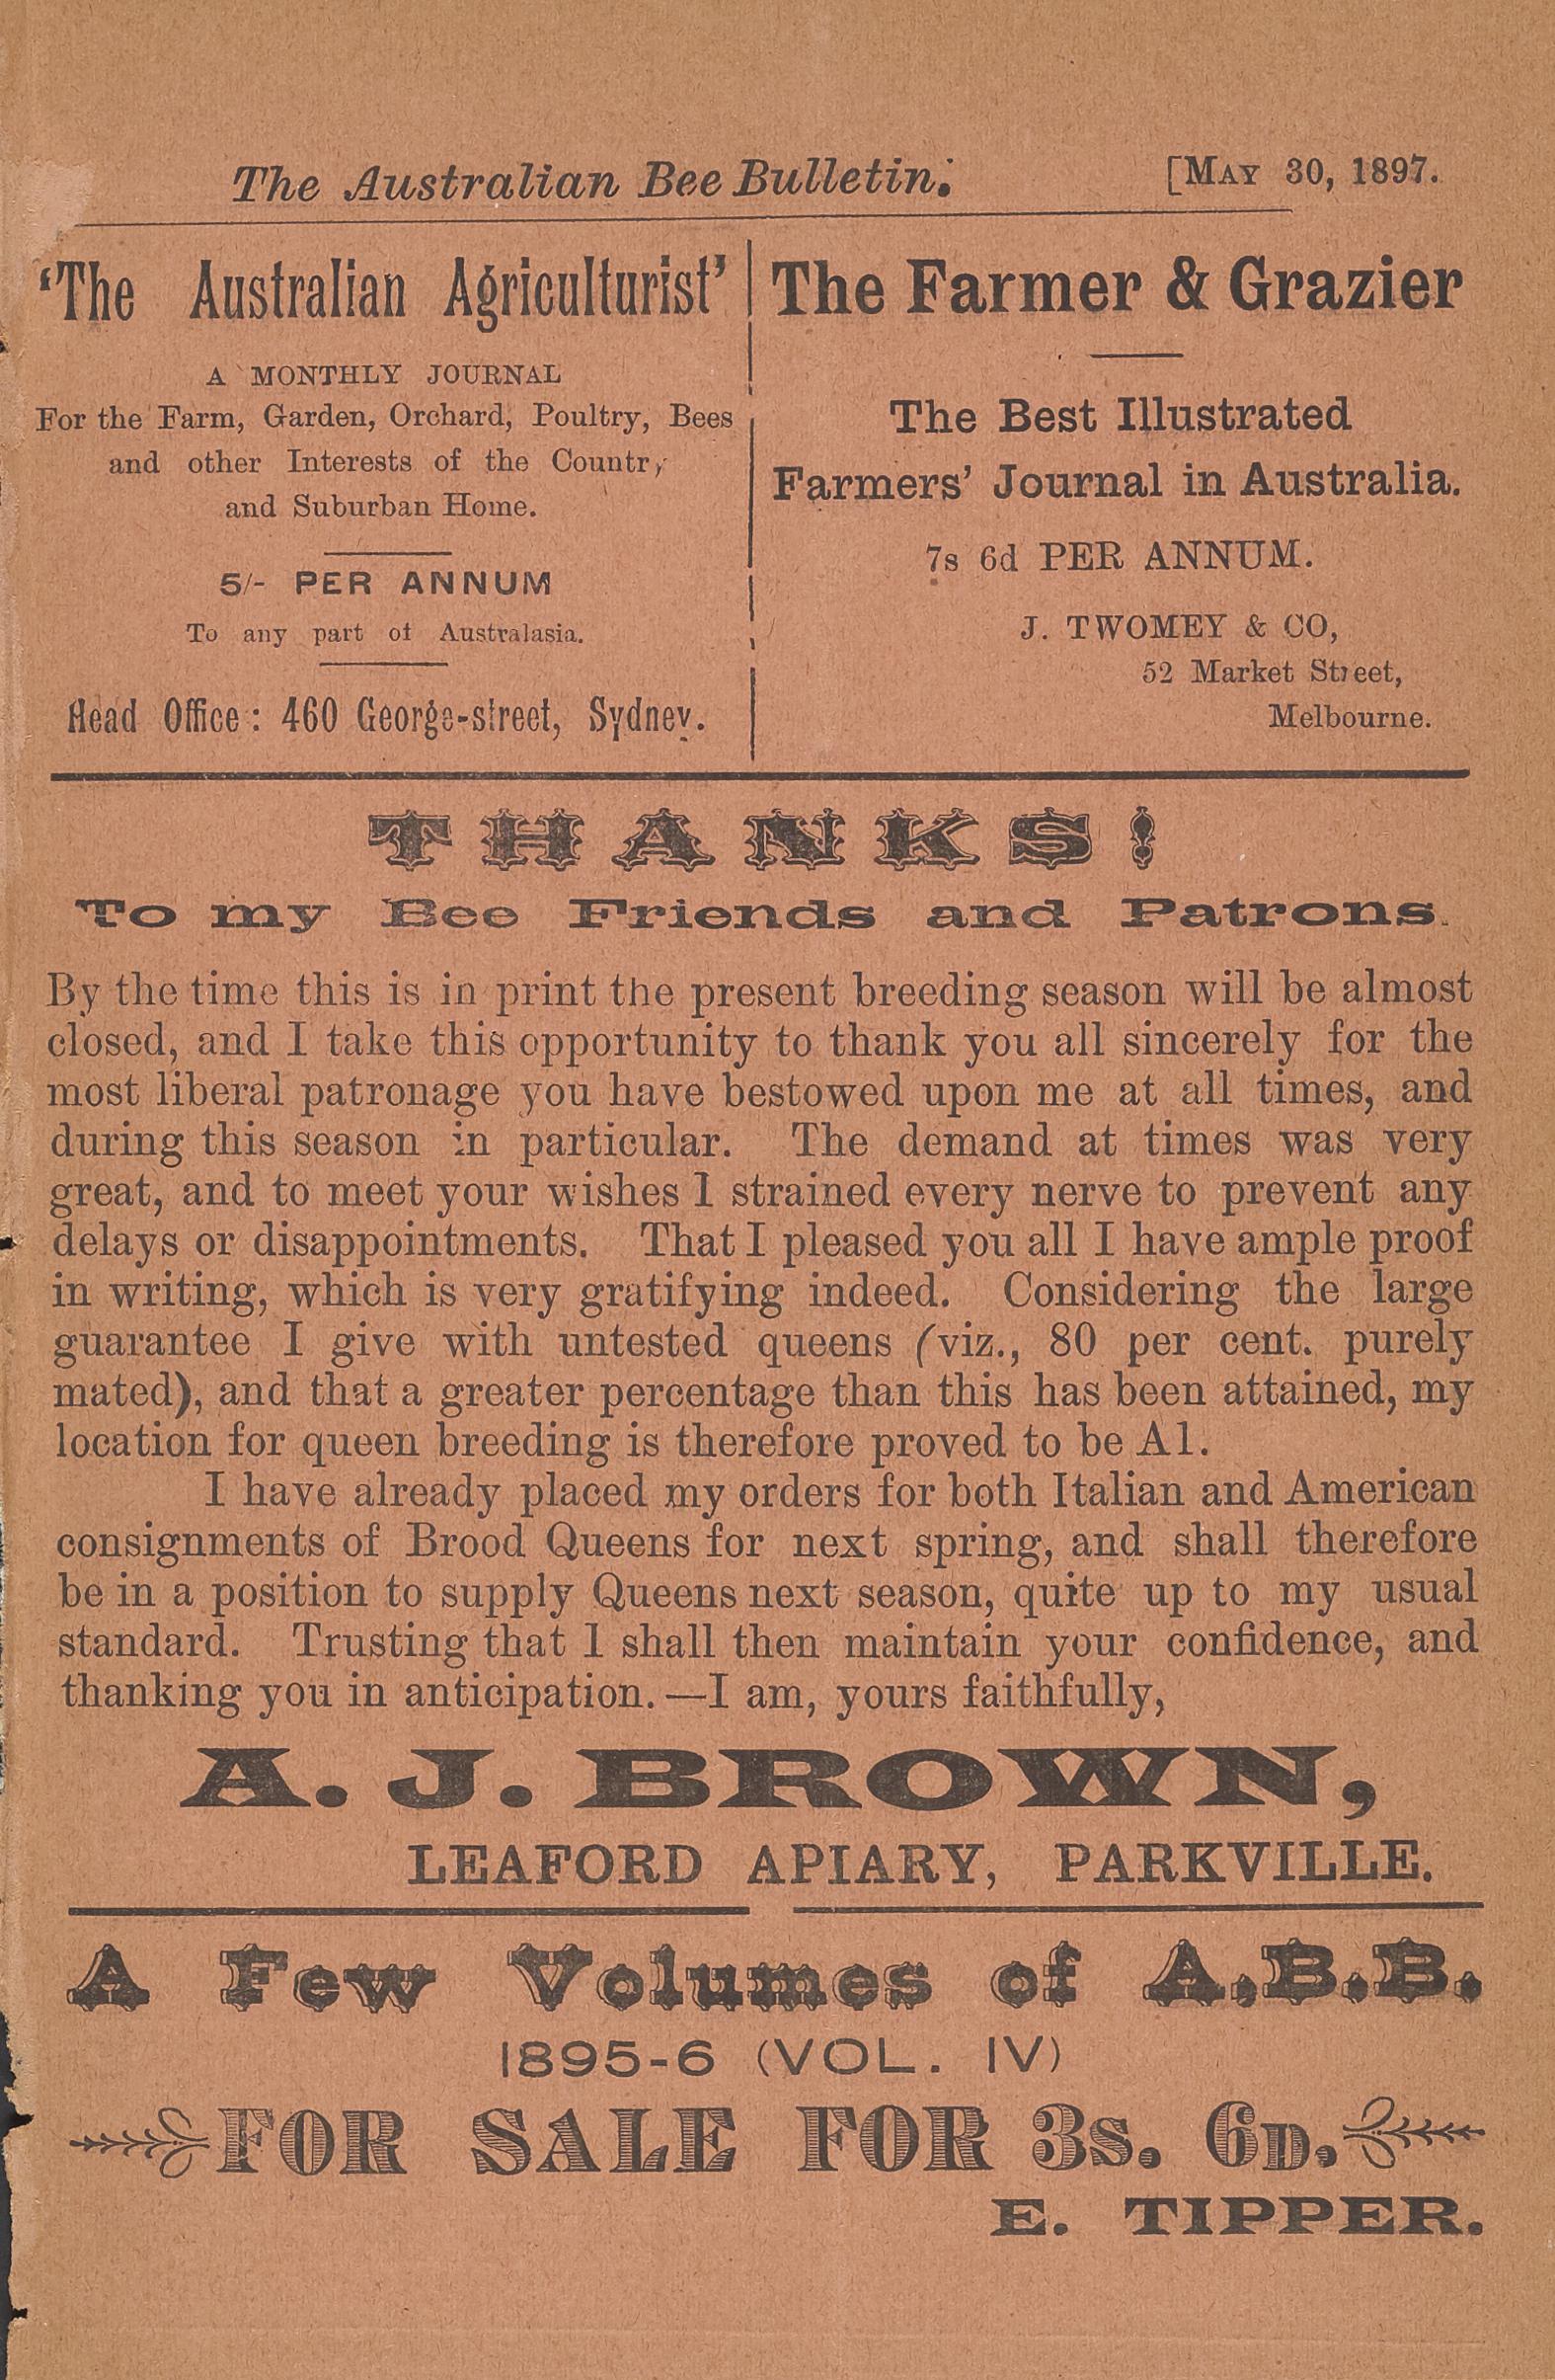 The Australian Bee Bulletin. [MAY 30, 1897.
'The Australian Agriculturist'
A MONTHLY JOURNAL
For the Farm, Garden, Orchard, Poultry, Bees
and other Interests of the Country
and Suburban Home.
5/- PER ANNUM
To any part of Australasia.
Head Office: 460 George-street, Sydney.
The Farmer & Grazier
The Best Illustrated
Farmers' Journal in Australia.
7s 6d PER ANNUM.
J. TWOMEY & CO,
52 Market Street,
Melbourne.
THANKS!
To my Bee Friends and Patrons.
By the time this is in print the present breeding season will be almost
closed, and I take this opportunity to thank you all sincerely for the
most liberal patronage you have bestowed upon me at all times, and
during this season in particular. The demand at times was very
great, and to meet your wishes I strained every nerve to prevent any
delays or disappointments. That I pleased you all I have ample proof
in writing, which is very gratifying indeed. Considering the large
guarantee I give with untested queens (viz., 80 per cent. purely
mated), and that a greater percentage than this has been attained, my
location for queen breeding is therefore proved to be A1.
I have already placed my orders for both Italian and American
consignments of Brood Queens for next spring, and shall therefore
be in a position to supply Queens next season, quite up to my usual
standard. Trusting that I shall then maintain your confidence, and
thanking you in anticipation.—I am, yours faithfully,
A. J. BROWN,
LEAFORD APIARY, PARKVILLE.
A Few Volumes of A.B.B.
1895-6 (VOL. IV)
FOR SALE FOR 3s. 6D.
E. TIPPER.